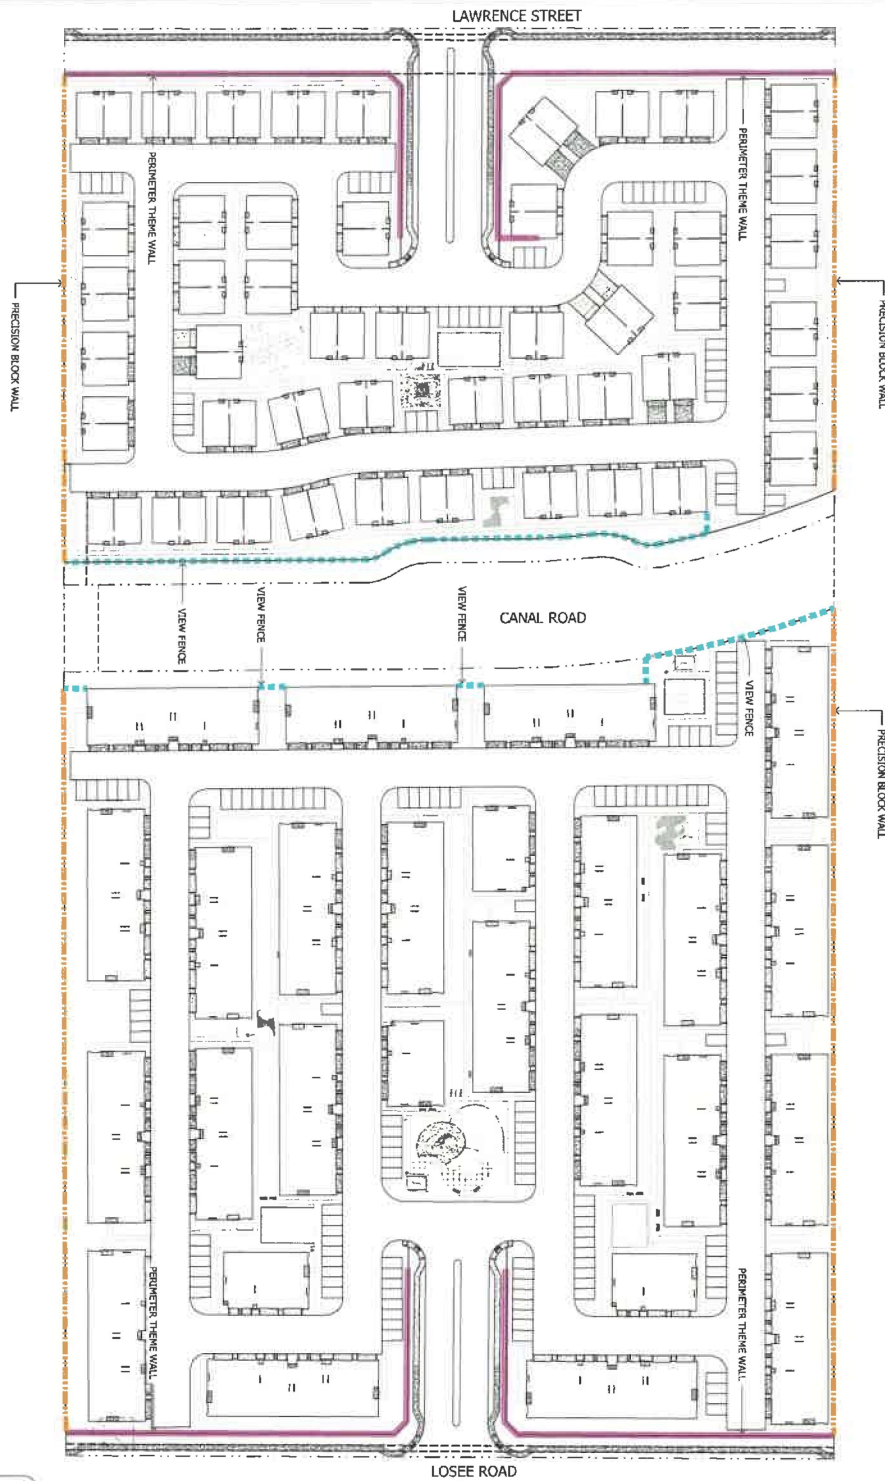 LAWRENCE STREET
PERIMETER THEME WALL
PERIMETER THEME WALL
PRECISION BLOCK WALL
PRECISION BLOCK WALL
VIEW FENCE
VIEW FENCE
VIEW FENCE
CANAL ROAD
VIEW FENCE
PRECISION BLOCK WALL
PERIMETER THEME WALL
PERIMETER THEME WALL
LOSEE ROAD